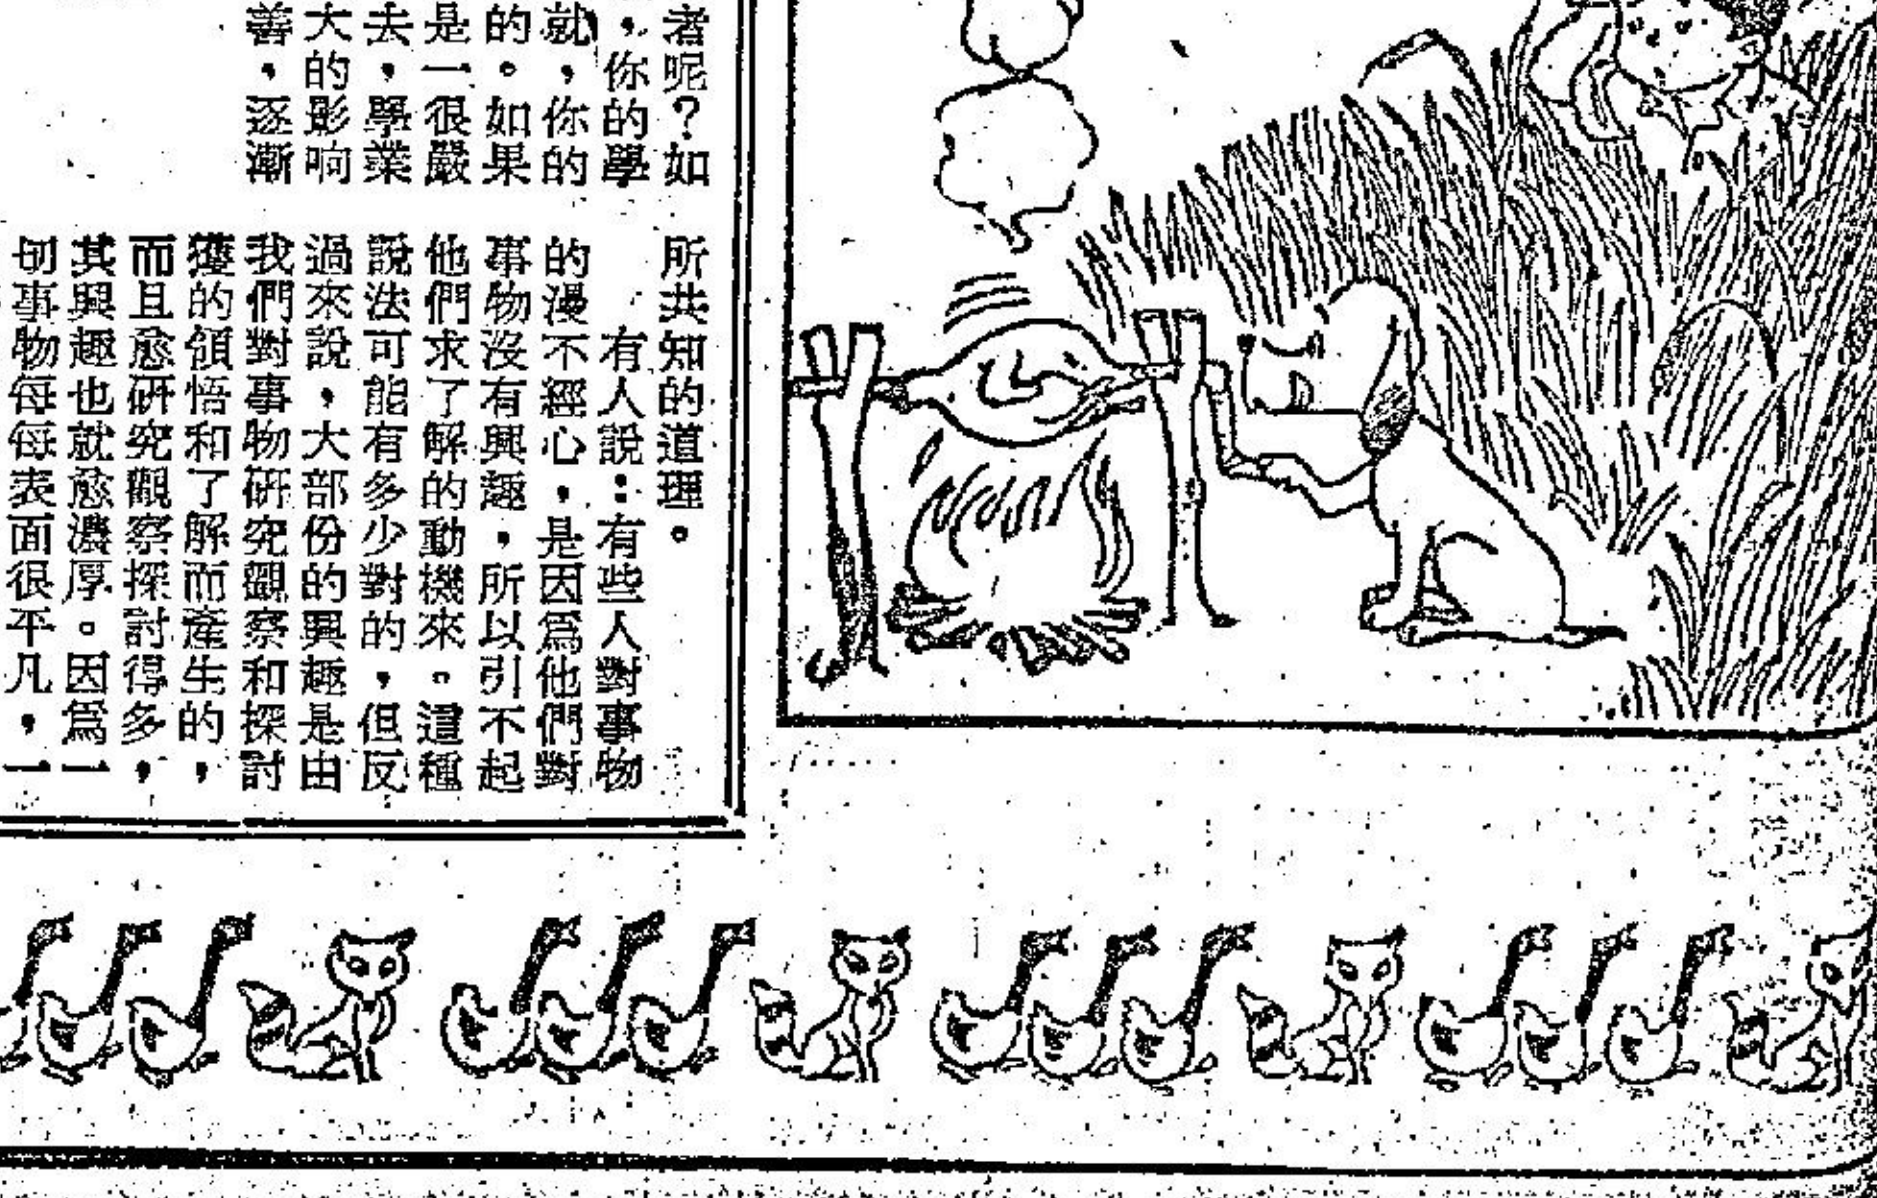 者呢？如
，你的學
就，你的
的。如果
是一很嚴
去，學業
大的影响
善，逐漸
所共知的道理。
有人說：有些人對事物
的漫不經心，是因爲他們對
事物沒有興趣，所以引不起
他們求了解的動機來。這種
說法可能有多少對的，但反
過來說，大部份的興趣是由
我們對事物研究觀察和探討
獲的領悟和了解而產生的，
而且愈研究觀察探討得多，
其興趣也就愈濃厚。因爲一
切事物每每表面很平凡，一